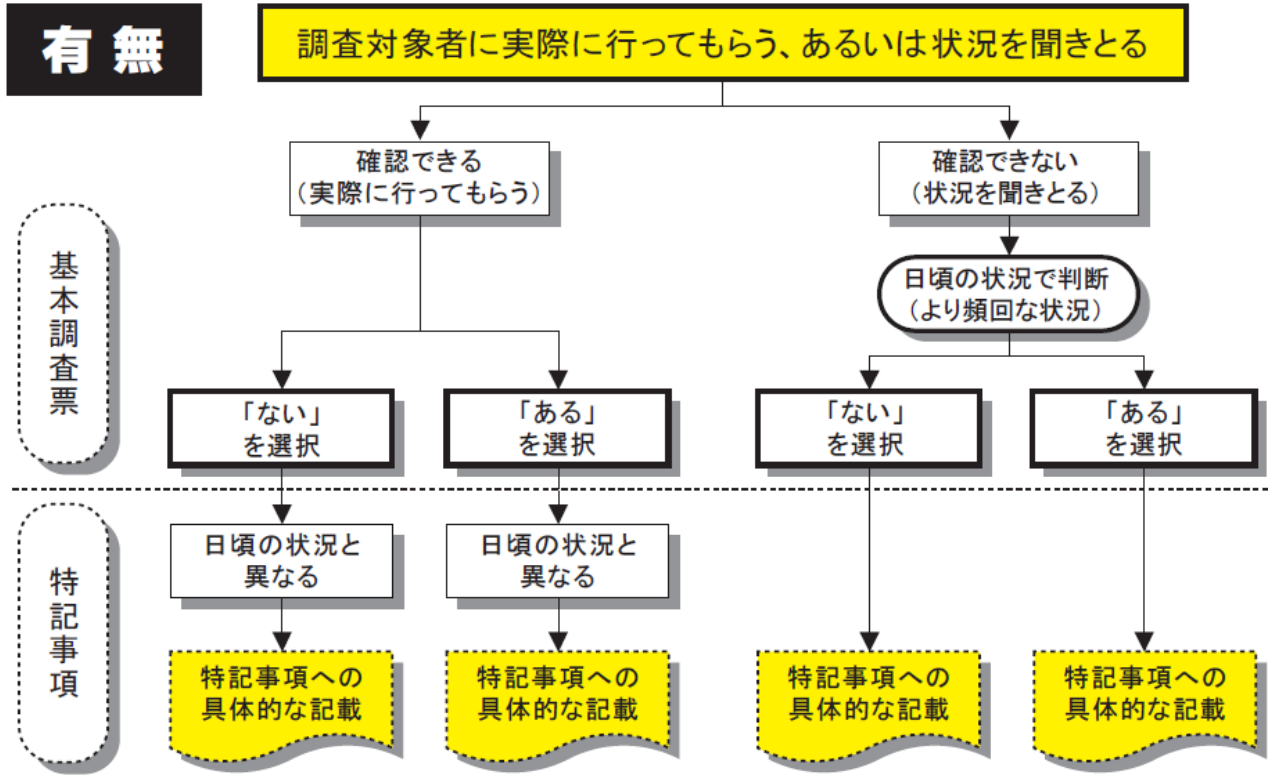 有無
調査対象者に実際に行ってもらう、あるいは状況を聞きとる
確認できる
（実際に行ってもらう）
確認できない
（状況を聞きとる）
日頃の状況で判断
（より頻回な状況）
基本調査票
「ない」
を選択
「ある」
を選択
「ない」
を選択
「ある」
を選択
特記事項
日頃の状況と
異なる
日頃の状況と
異なる
特記事項への
具体的な記載
特記事項への
具体的な記載
特記事項への
具体的な記載
特記事項への
具体的な記載